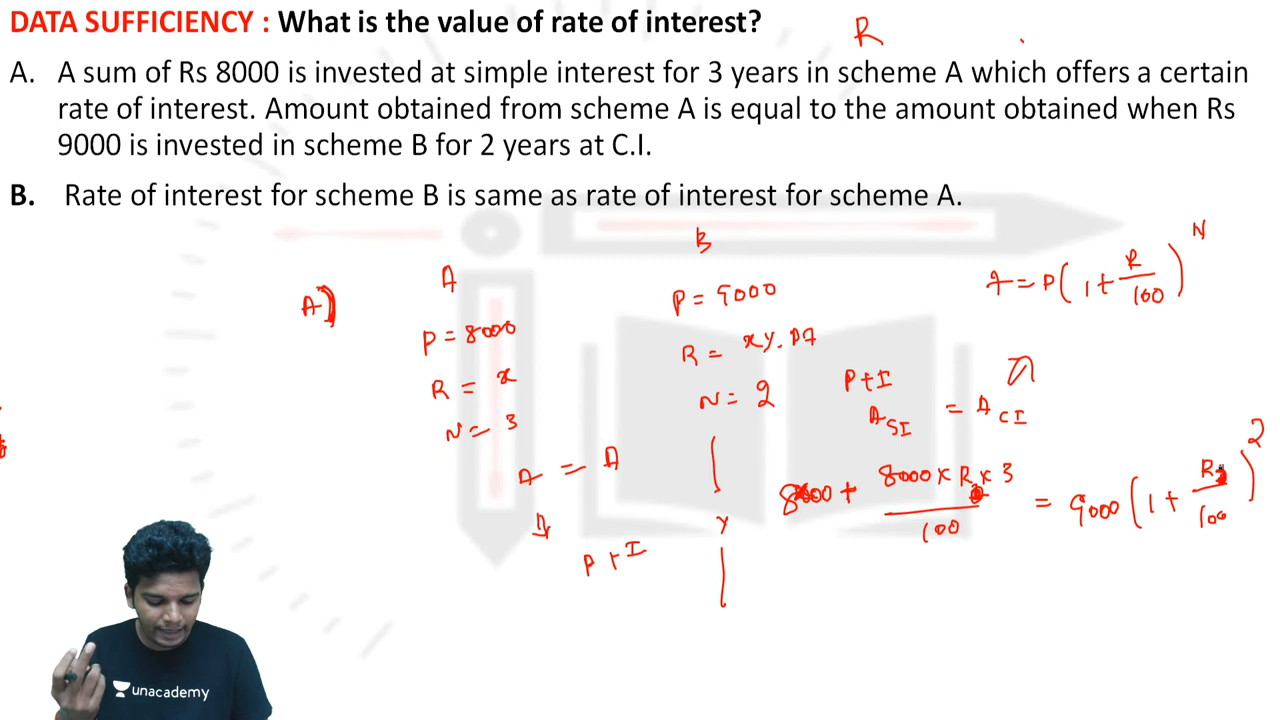 DATA SUFFICIENCY : What is the value of rate of interest?
R
A. A sum of Rs 8000 is invested at simple interest for 3 years in scheme A which offers a certain
rate of interest. Amount obtained from scheme A is equal to the amount obtained when Rs
9000 is invested in scheme B for 2 years at C.I.
B. Rate of interest for scheme B is same as rate of interest for scheme A.
A)
A
P = 8000
R = x
N = 3
A = A
P + I
B
P = 9000
R =
N = 2
Y
A = P(1 + R/100)^N
P + I
A SI = A CI
8000 + 8000 x R x 3 / 100 = 9000 (1 + R/100)^2
unacademy